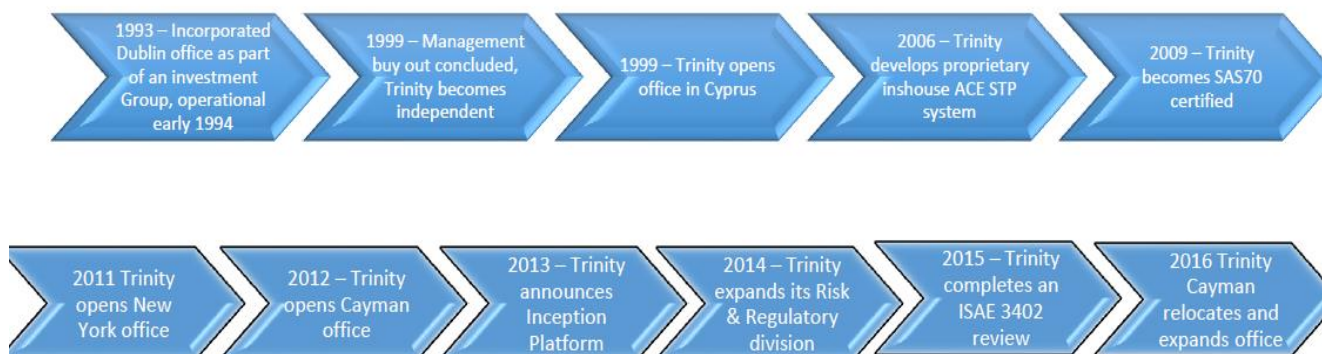 1993 – Incorporated
Dublin office as part
of an investment
Group, operational
early 1994
1999 – Management
buy out concluded,
Trinity becomes
independent
1999 – Trinity opens
office in Cyprus
2006 – Trinity
develops proprietary
inshouse ACE STP
system
2009 – Trinity
becomes SAS70
certified
2011 Trinity
opens New
York office
2012 – Trinity
opens Cayman
office
2013 – Trinity
announces
Inception
Platform
2014 – Trinity
expands its Risk
& Regulatory
division
2015 – Trinity
completes an
ISAE 3402
review
2016 Trinity
Cayman
relocates and
expands office